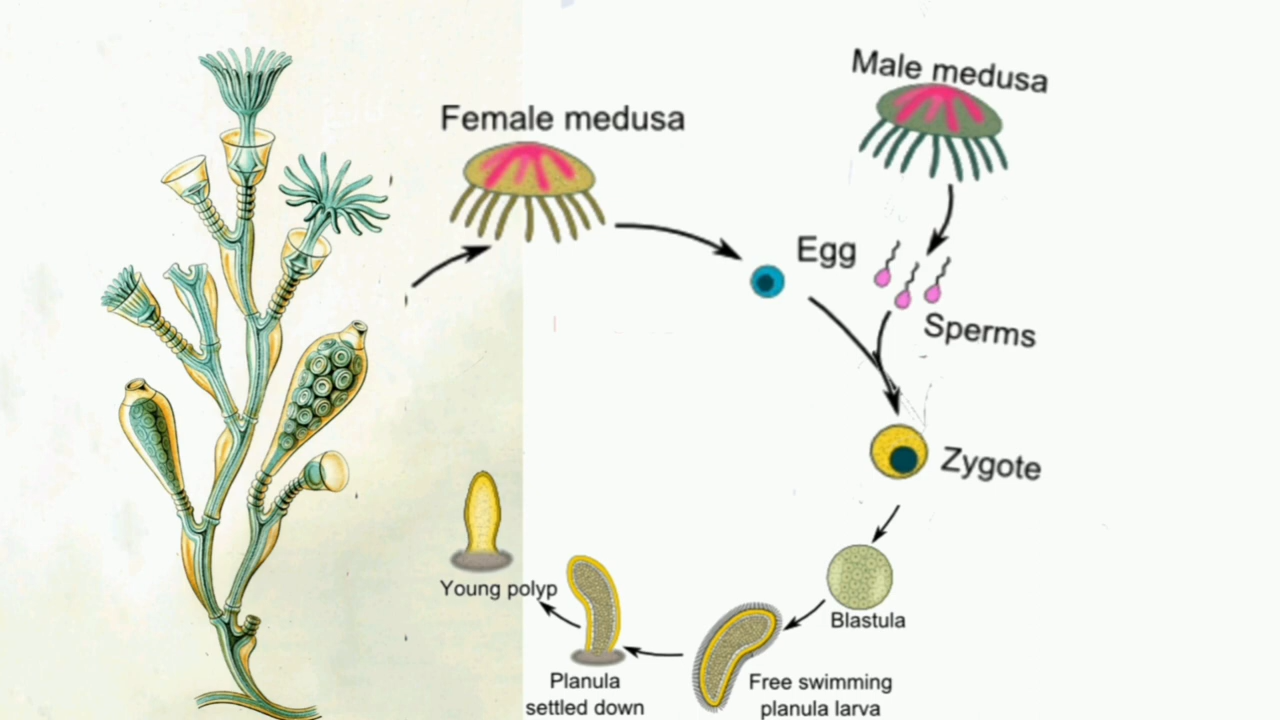 Male medusa
Female medusa
Egg
Sperms
Zygote
Young polyp
Blastula
Planula
settled down
Free swimming
planula larva